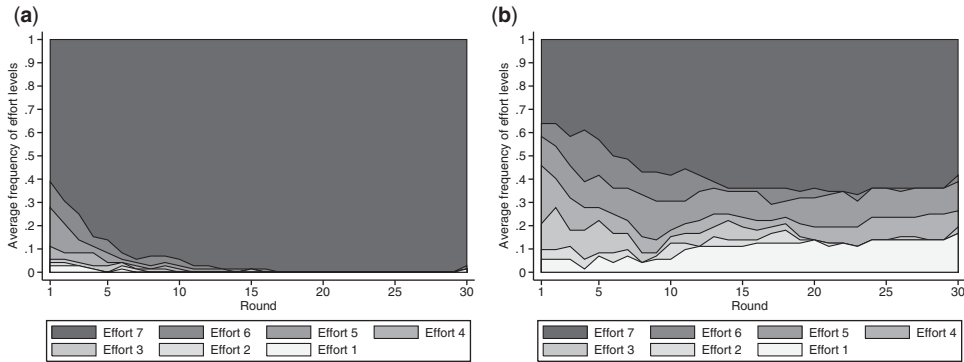 (a)
Average frequency of effort levels
1
.9
.8
.7
.6
.5
.4
.3
.2
.1
0
1 5 10 15 20 25 30
Round
Effort 7 Effort 6 Effort 5 Effort 4
Effort 3 Effort 2 Effort 1
(b)
Average frequency of effort levels
1
.9
.8
.7
.6
.5
.4
.3
.2
.1
0
1 5 10 15 20 25 30
Round
Effort 7 Effort 6 Effort 5 Effort 4
Effort 3 Effort 2 Effort 1